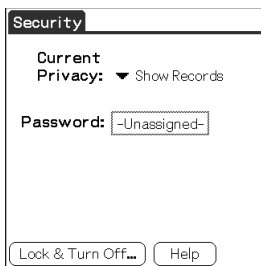 Security
Current
Privacy: Show Records
Password: -Unassigned-
Lock & Turn Off... Help